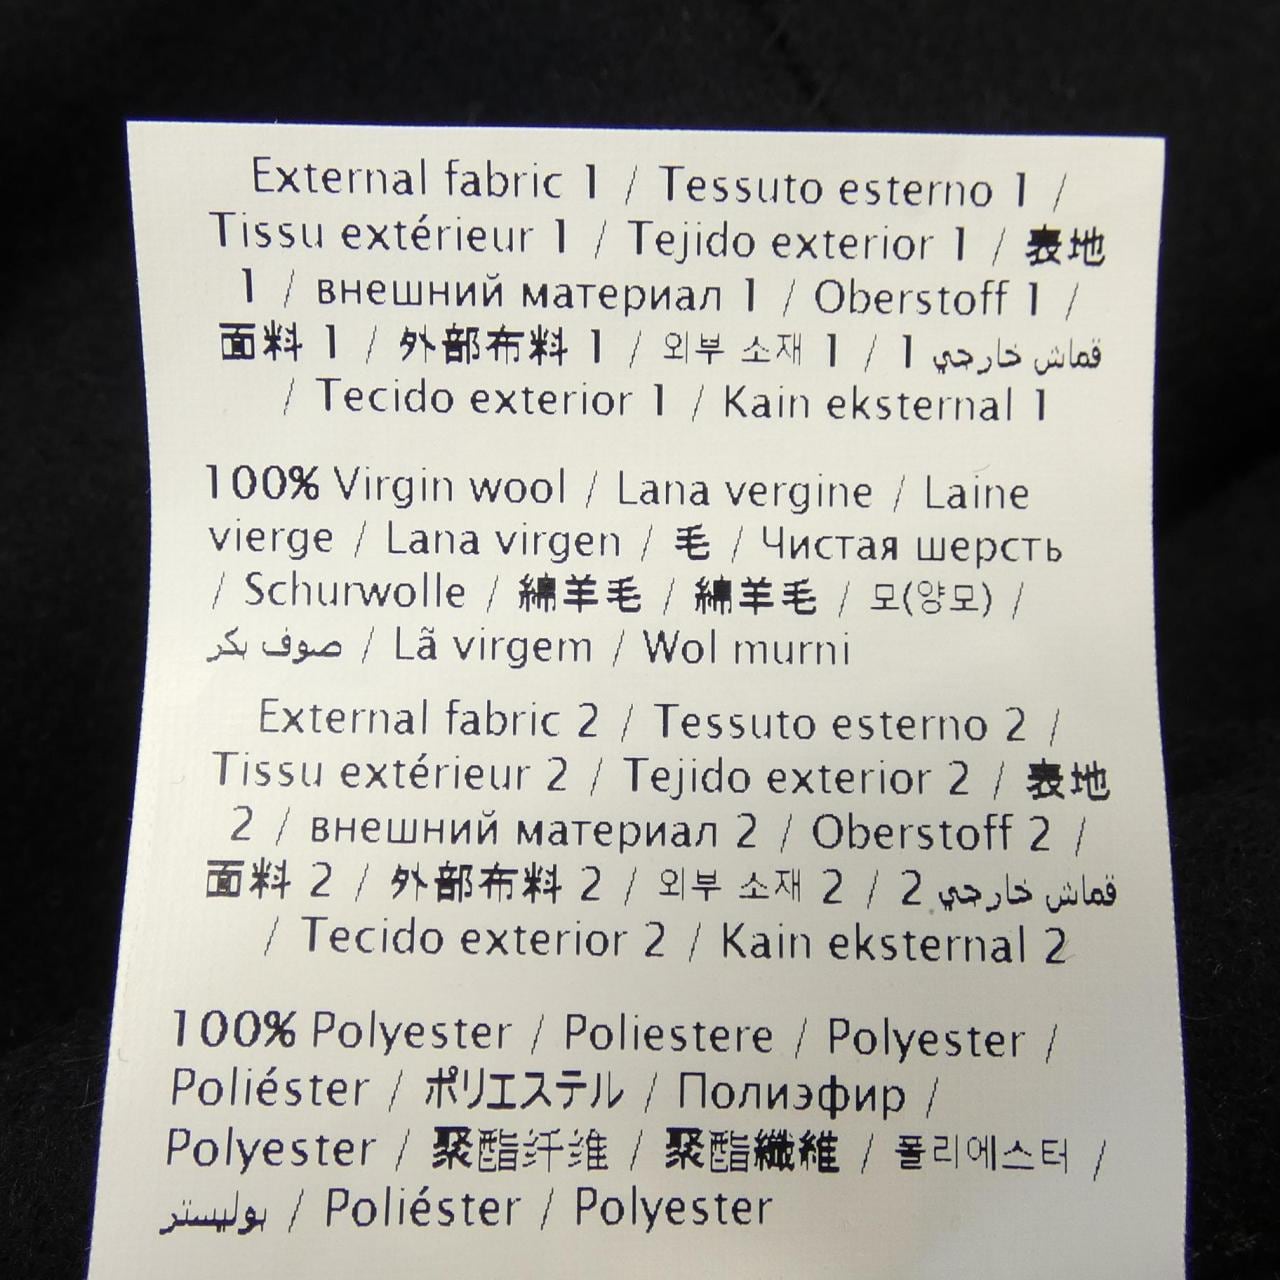 External fabric 1 / Tessuto esterno 1 /
Tissu extérieur 1 / Tejido exterior 1 / 表地
1 / внешний материал 1 / Oberstoff 1 /
面料 1 / 外部布料 1 / 외부 소재 1 / 1 قماش خارجي
/ Tecido exterior 1 / Kain eksternal 1
100% Virgin wool / Lana vergine / Laine
vierge / Lana virgen / 毛 / Чистая шерсть
/ Schurwolle / 綿羊毛 / 綿羊毛 / 모(양모) /
صوف بكر / Lã virgem / Wol murni
External fabric 2 / Tessuto esterno 2 /
Tissu extérieur 2 / Tejido exterior 2 / 表地
2 / внешний материал 2 / Oberstoff 2 /
面料 2 / 外部布料 2 / 외부 소재 2 / 2 قماش خارجي
/ Tecido exterior 2 / Kain eksternal 2
100% Polyester / Poliestere / Polyester /
Poliéster / ポリエステル / Полиэфир /
Polyester / 聚酯纤维 / 聚酯纖維 / 폴리에스터 /
بوليستر / Poliéster / Polyester